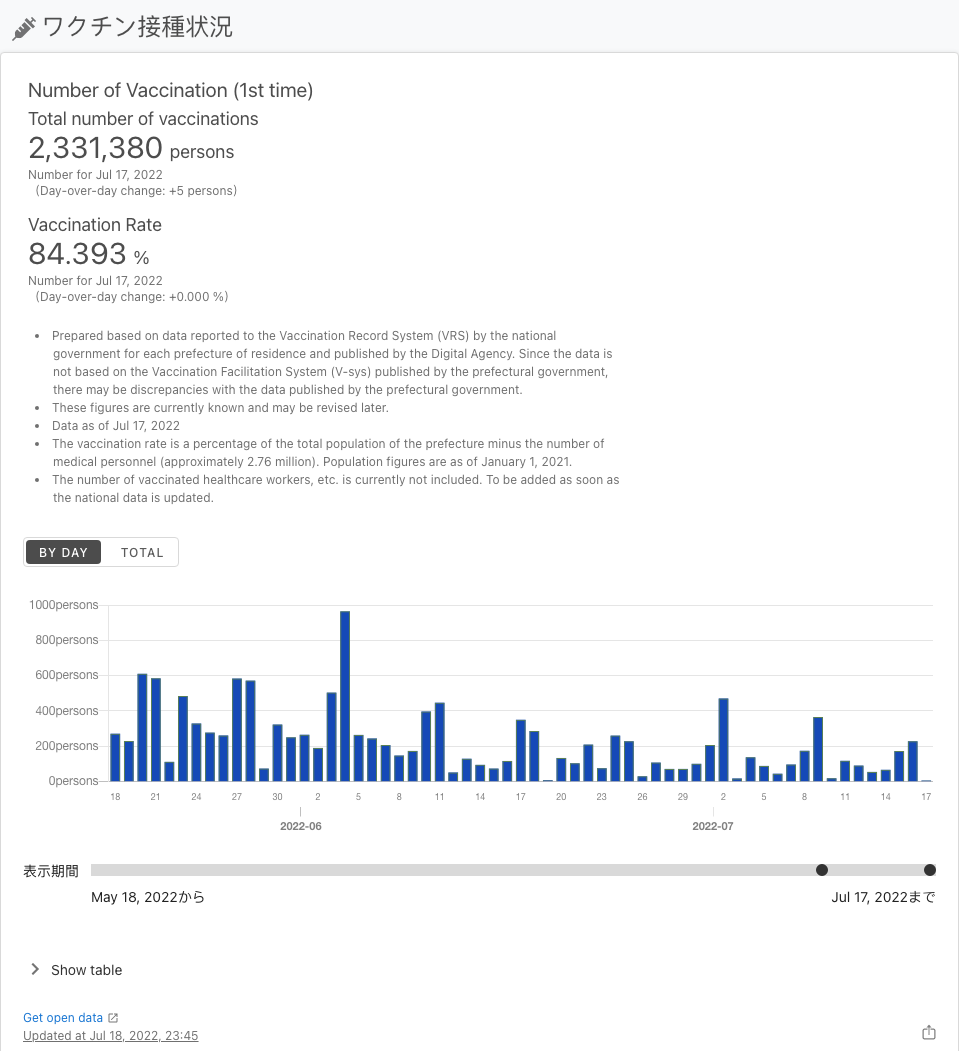 ワクチン接種状況
Number of Vaccination (1st time)
Total number of vaccinations
2,331,380 persons
Number for Jul 17, 2022
(Day-over-day change: +5 persons)
Vaccination Rate
84.393 %
Number for Jul 17, 2022
(Day-over-day change: +0.000 %)
• Prepared based on data reported to the Vaccination Record System (VRS) by the national
government for each prefecture of residence and published by the Digital Agency. Since the data is
not based on the Vaccination Facilitation System (V-sys) published by the prefectural government,
there may be discrepancies with the data published by the prefectural government.
• These figures are currently known and may be revised later.
• Data as of Jul 17, 2022
• The vaccination rate is a percentage of the total population of the prefecture minus the number of
medical personnel (approximately 2.76 million). Population figures are as of January 1, 2021.
• The number of vaccinated healthcare workers, etc. is currently not included. To be added as soon as
the national data is updated.
BY DAY TOTAL
1000persons
800persons
600persons
400persons
200persons
0persons
18 21 24 27 30 2 5 8 11 14 17 20 23 26 29 2 5 8 11 14 17
2022-06 2022-07
表示期間
May 18, 2022から Jul 17, 2022まで
Show table
Get open data
Updated at Jul 18, 2022, 23:45